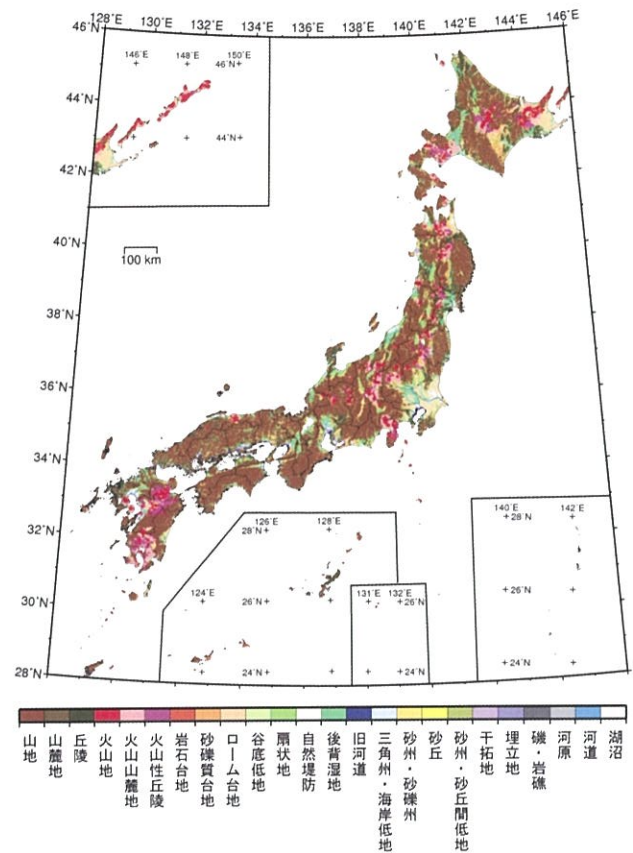 128°E 130°E 132°E 134°E 136°E 138°E 140°E 142°E 144°E 146°E
46°N
146°E 148°E 150°E
46°N
44°N
44°N
42°N
40°N
100 km
38°N
36°N
34°N
32°N
30°N
28°N
126°E 128°E
28°N
124°E
26°N
24°N
131°E 132°E
26°N
24°N
140°E 142°E
28°N
26°N
24°N
山地
山麓地
丘陵
火山地
火山山麓地
火山性丘陵
岩石台地
砂礫質台地
ローム台地
谷底低地
扇状地
自然堤防
後背湿地
旧河道
三角州・海岸低地
砂州・砂礫州
砂丘
砂州・砂丘間低地
干拓地
埋立地
磯・岩礁
河原
河道
湖沼